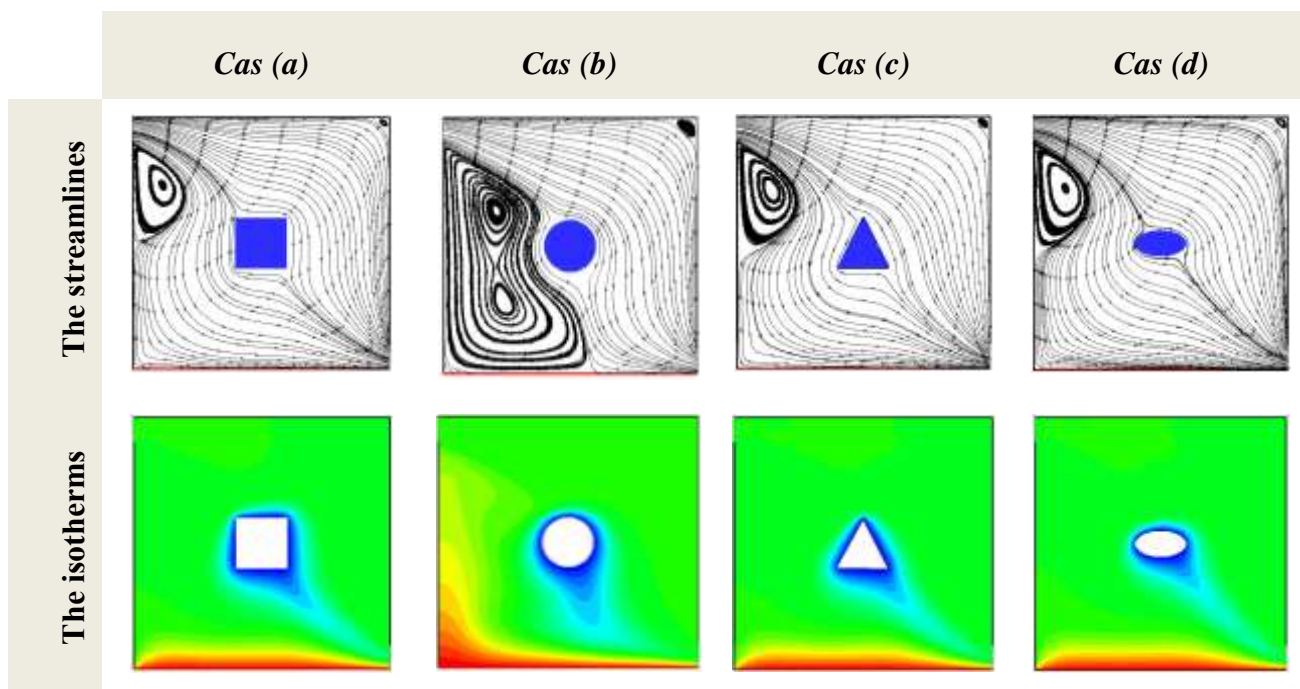 Cas (a)
Cas (b)
Cas (c)
Cas (d)
The streamlines
The isotherms